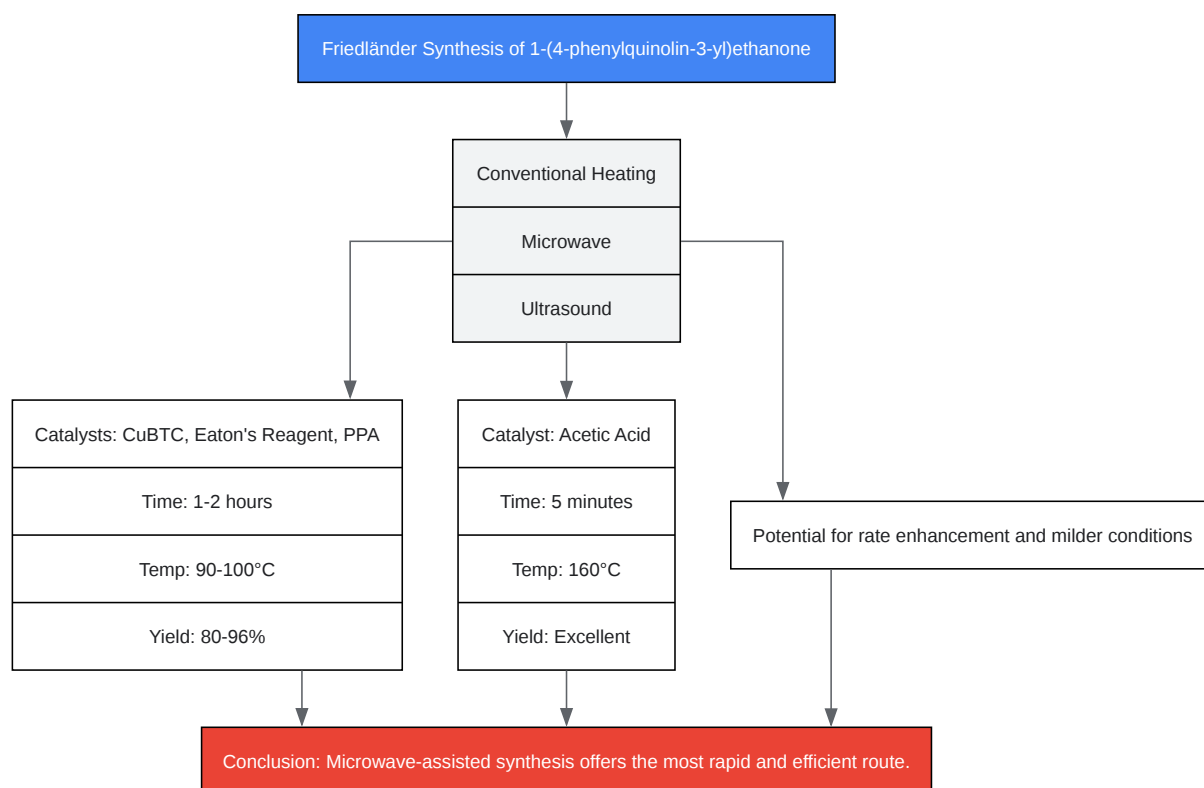 Friedländer Synthesis of 1-(4-phenylquinolin-3-yl)ethanone
Conventional Heating
Microwave
Ultrasound
Catalysts: CuBTC, Eaton's Reagent, PPA
Time: 1-2 hours
Temp: 90-100°C
Yield: 80-96%
Catalyst: Acetic Acid
Time: 5 minutes
Temp: 160°C
Yield: Excellent
Potential for rate enhancement and milder conditions
Conclusion: Microwave-assisted synthesis offers the most rapid and efficient route.